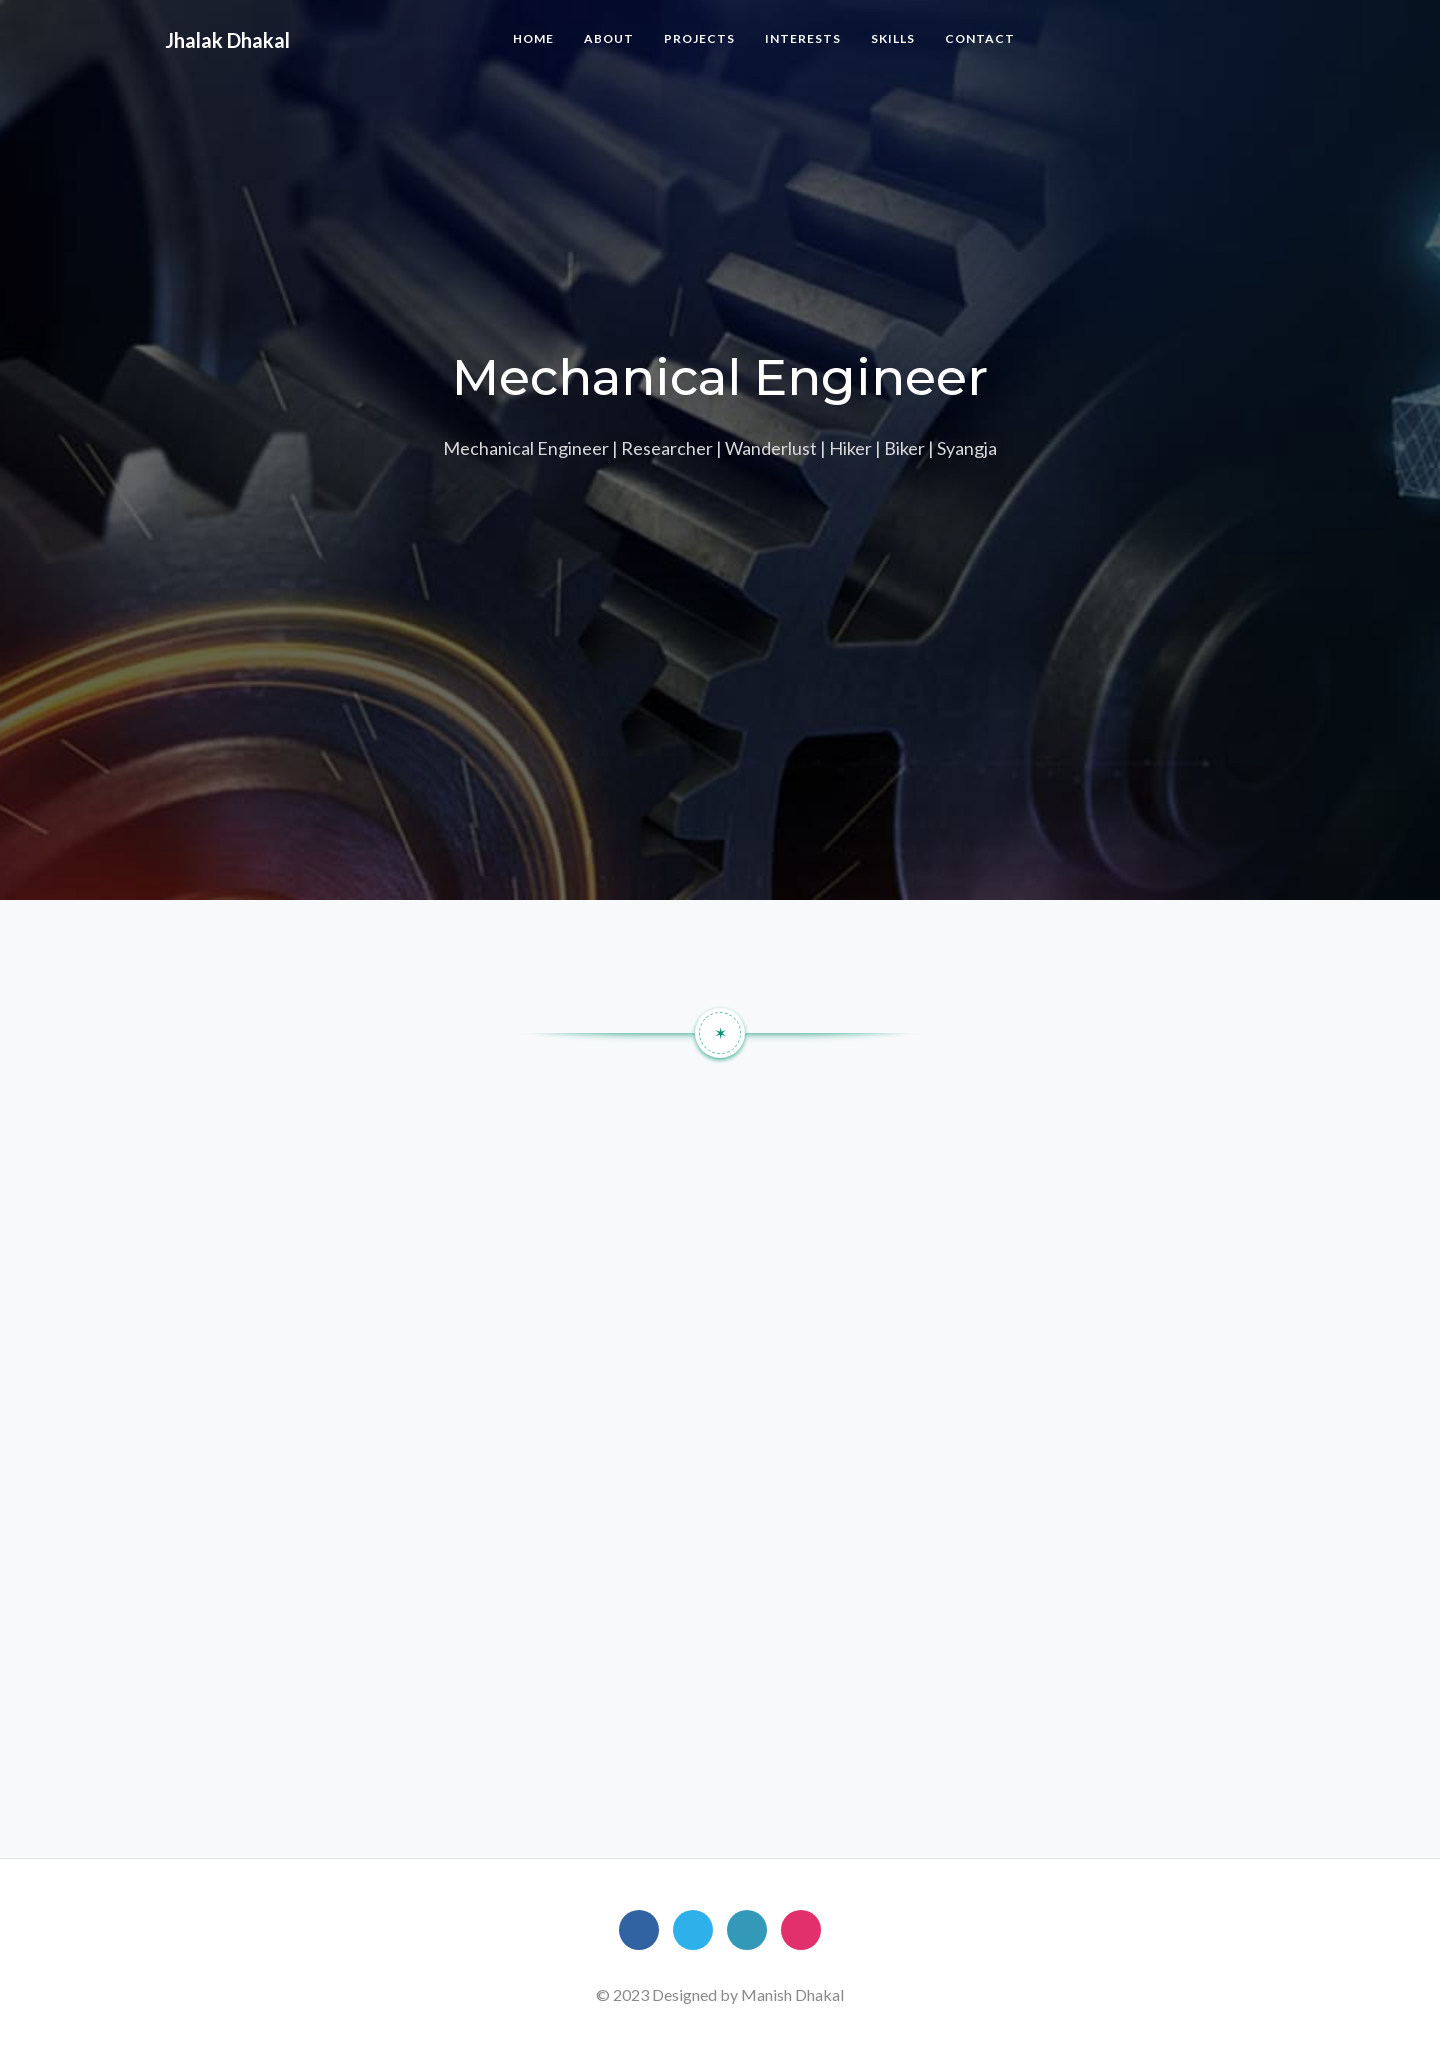 Jhalak Dhakal
HOME ABOUT PROJECTS INTERESTS SKILLS CONTACT
Mechanical Engineer
Mechanical Engineer | Researcher | Wanderlust | Hiker | Biker | Syangja
© 2023 Designed by Manish Dhakal